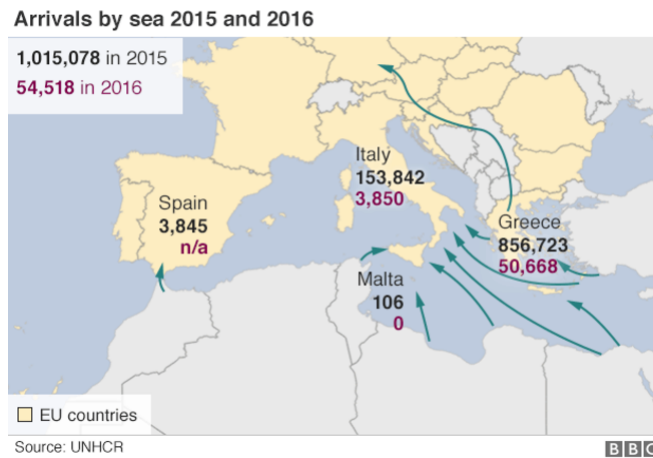 Arrivals by sea 2015 and 2016
1,015,078 in 2015
54,518 in 2016
Italy
153,842
3,850
Spain
3,845
n/a
Greece
856,723
50,668
Malta
106
0
EU countries
Source: UNHCR
BBC